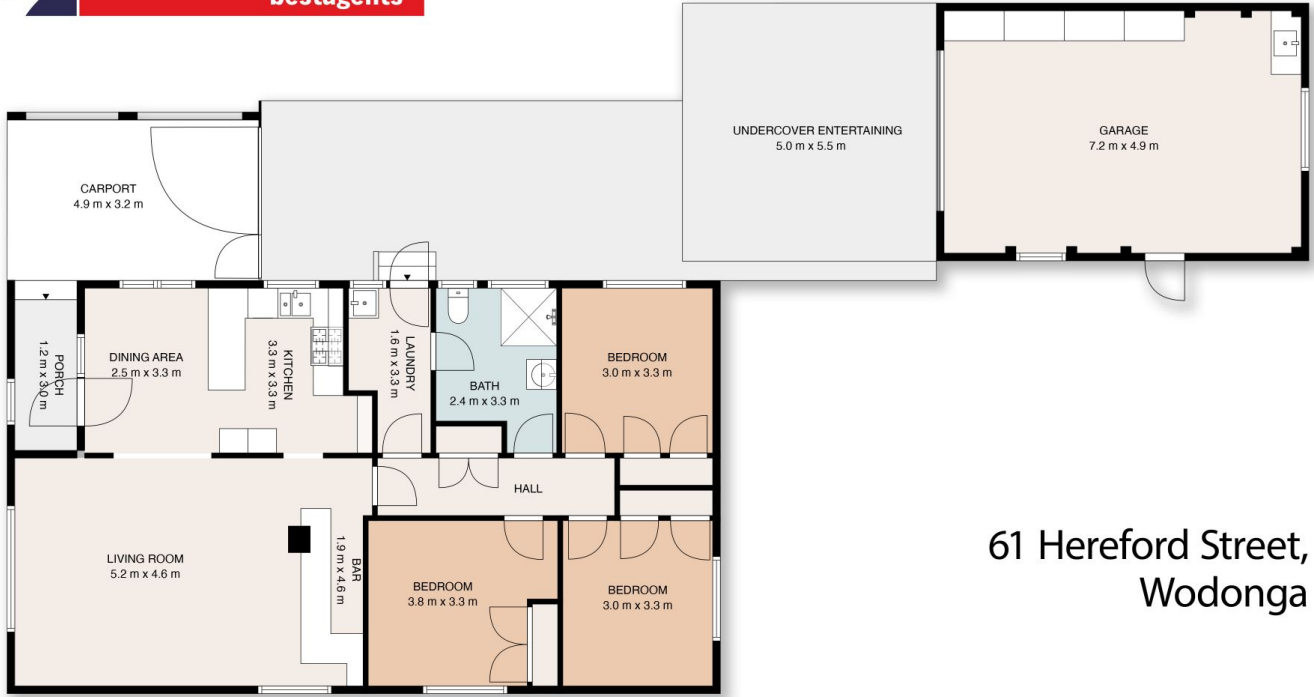 bestagents
UNDERCOVER ENTERTAINING
5.0 m x 5.5 m
GARAGE
7.2 m x 4.9 m
CARPORT
4.9 m x 3.2 m
PORCH
1.2 m x 3.0 m
DINING AREA
2.5 m x 3.3 m
KITCHEN
3.3 m x 3.3 m
LAUNDRY
1.6 m x 3.3 m
BATH
2.4 m x 3.3 m
BEDROOM
3.0 m x 3.3 m
HALL
LIVING ROOM
5.2 m x 4.6 m
BAR
1.9 m x 4.6 m
BEDROOM
3.8 m x 3.3 m
BEDROOM
3.0 m x 3.3 m
61 Hereford Street,
Wodonga